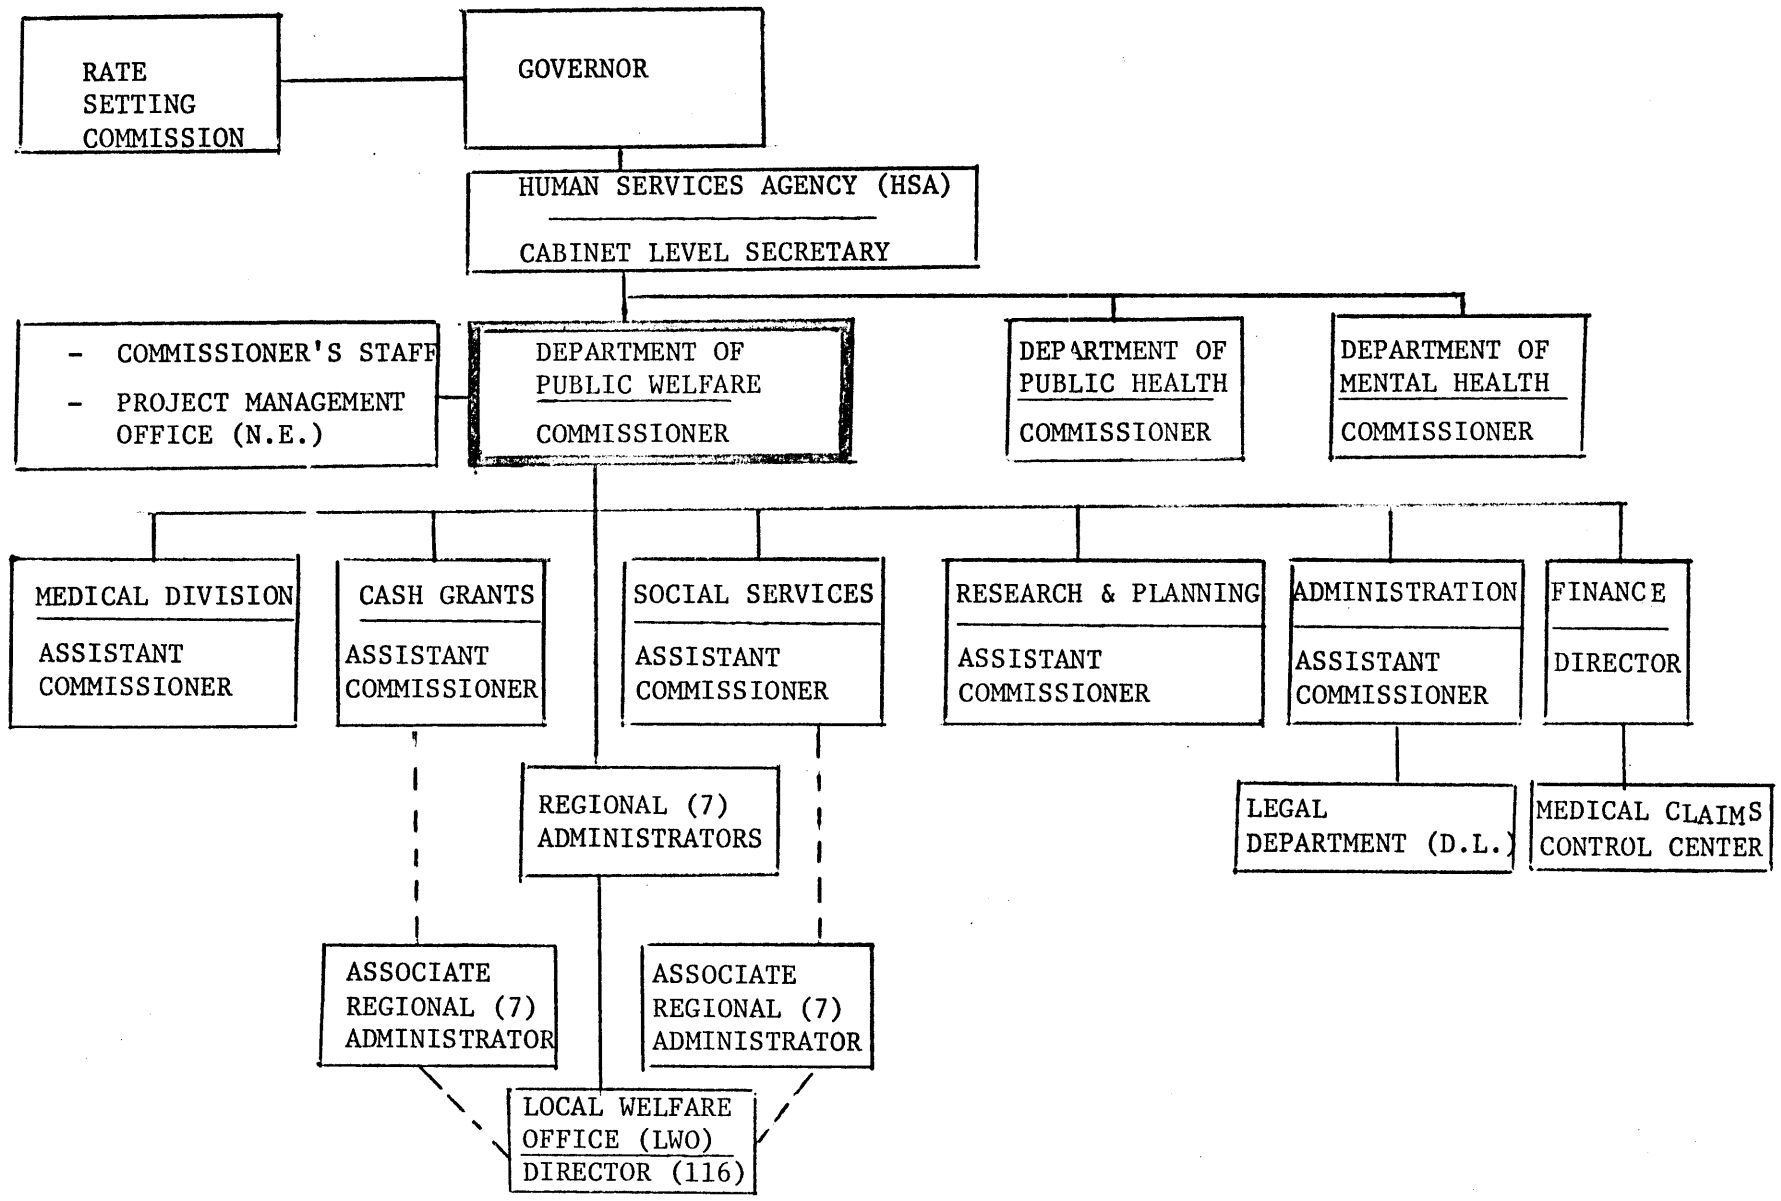 RATE
SETTING
COMMISSION
GOVERNOR
HUMAN SERVICES AGENCY (HSA)
CABINET LEVEL SECRETARY
- COMMISSIONER'S STAFF
- PROJECT MANAGEMENT
OFFICE (N.E.)
DEPARTMENT OF
PUBLIC WELFARE
COMMISSIONER
DEPARTMENT OF
PUBLIC HEALTH
COMMISSIONER
DEPARTMENT OF
MENTAL HEALTH
COMMISSIONER
MEDICAL DIVISION
ASSISTANT
COMMISSIONER
CASH GRANTS
ASSISTANT
COMMISSIONER
SOCIAL SERVICES
ASSISTANT
COMMISSIONER
RESEARCH & PLANNING
ASSISTANT
COMMISSIONER
ADMINISTRATION
ASSISTANT
COMMISSIONER
FINANCE
DIRECTOR
REGIONAL (7)
ADMINISTRATORS
LEGAL
DEPARTMENT (D.L.)
MEDICAL CLAIMS
CONTROL CENTER
ASSOCIATE
REGIONAL (7)
ADMINISTRATOR
ASSOCIATE
REGIONAL (7)
ADMINISTRATOR
LOCAL WELFARE
OFFICE (LWO)
DIRECTOR (116)